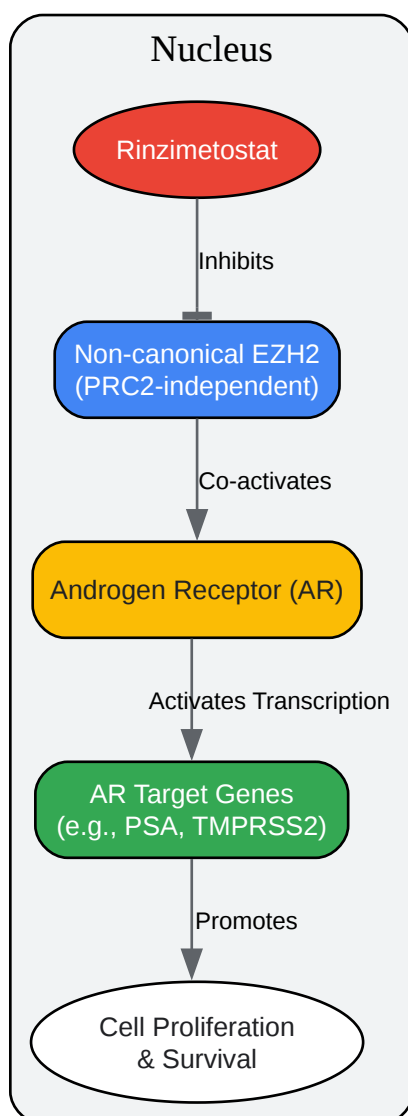 Nucleus
Rinzimetostat
Inhibits
Non-canonical EZH2
(PRC2-independent)
Co-activates
Androgen Receptor (AR)
Activates Transcription
AR Target Genes
(e.g., PSA, TMPRSS2)
Promotes
Cell Proliferation
& Survival